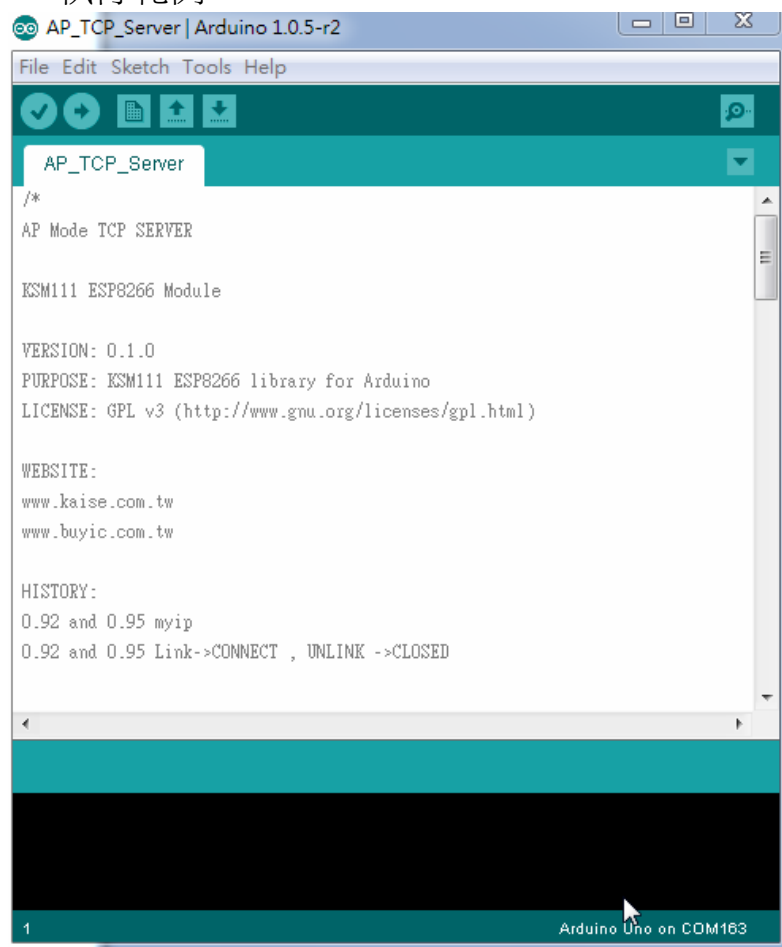 AP_TCP_Server | Arduino 1.0.5-r2
File Edit Sketch Tools Help
AP_TCP_Server
/*
AP Mode TCP SERVER
KSM111 ESP8266 Module
VERSION: 0.1.0
PURPOSE: KSM111 ESP8266 library for Arduino
LICENSE: GPL v3 (http://www.gnu.org/licenses/gpl.html)
WEBSITE:
www.kaise.com.tw
www.buyic.com.tw
HISTORY:
0.92 and 0.95 myip
0.92 and 0.95 Link->CONNECT , UNLINK ->CLOSED
1
Arduino Uno on COM163